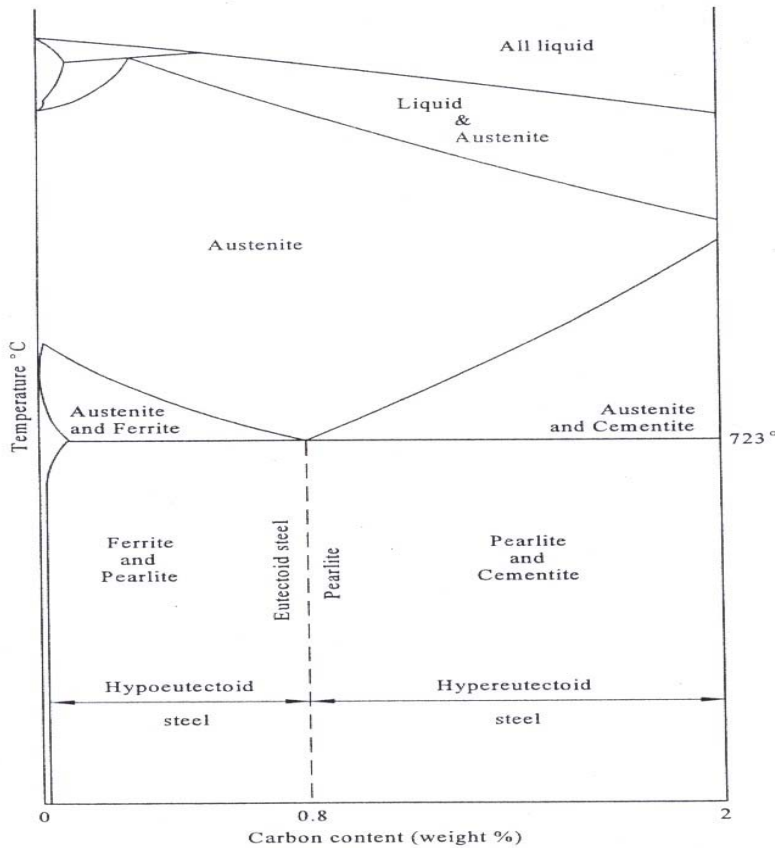 All liquid
Liquid
&
Austenite
Austenite
Temperature °C
Austenite
and Ferrite
Austenite
and Cementite
723°
Ferrite
and
Pearlite
Eutectoid steel
Pearlite
Pearlite
and
Cementite
Hypoeutectoid
steel
Hypereutectoid
steel
0
0.8
2
Carbon content (weight %)